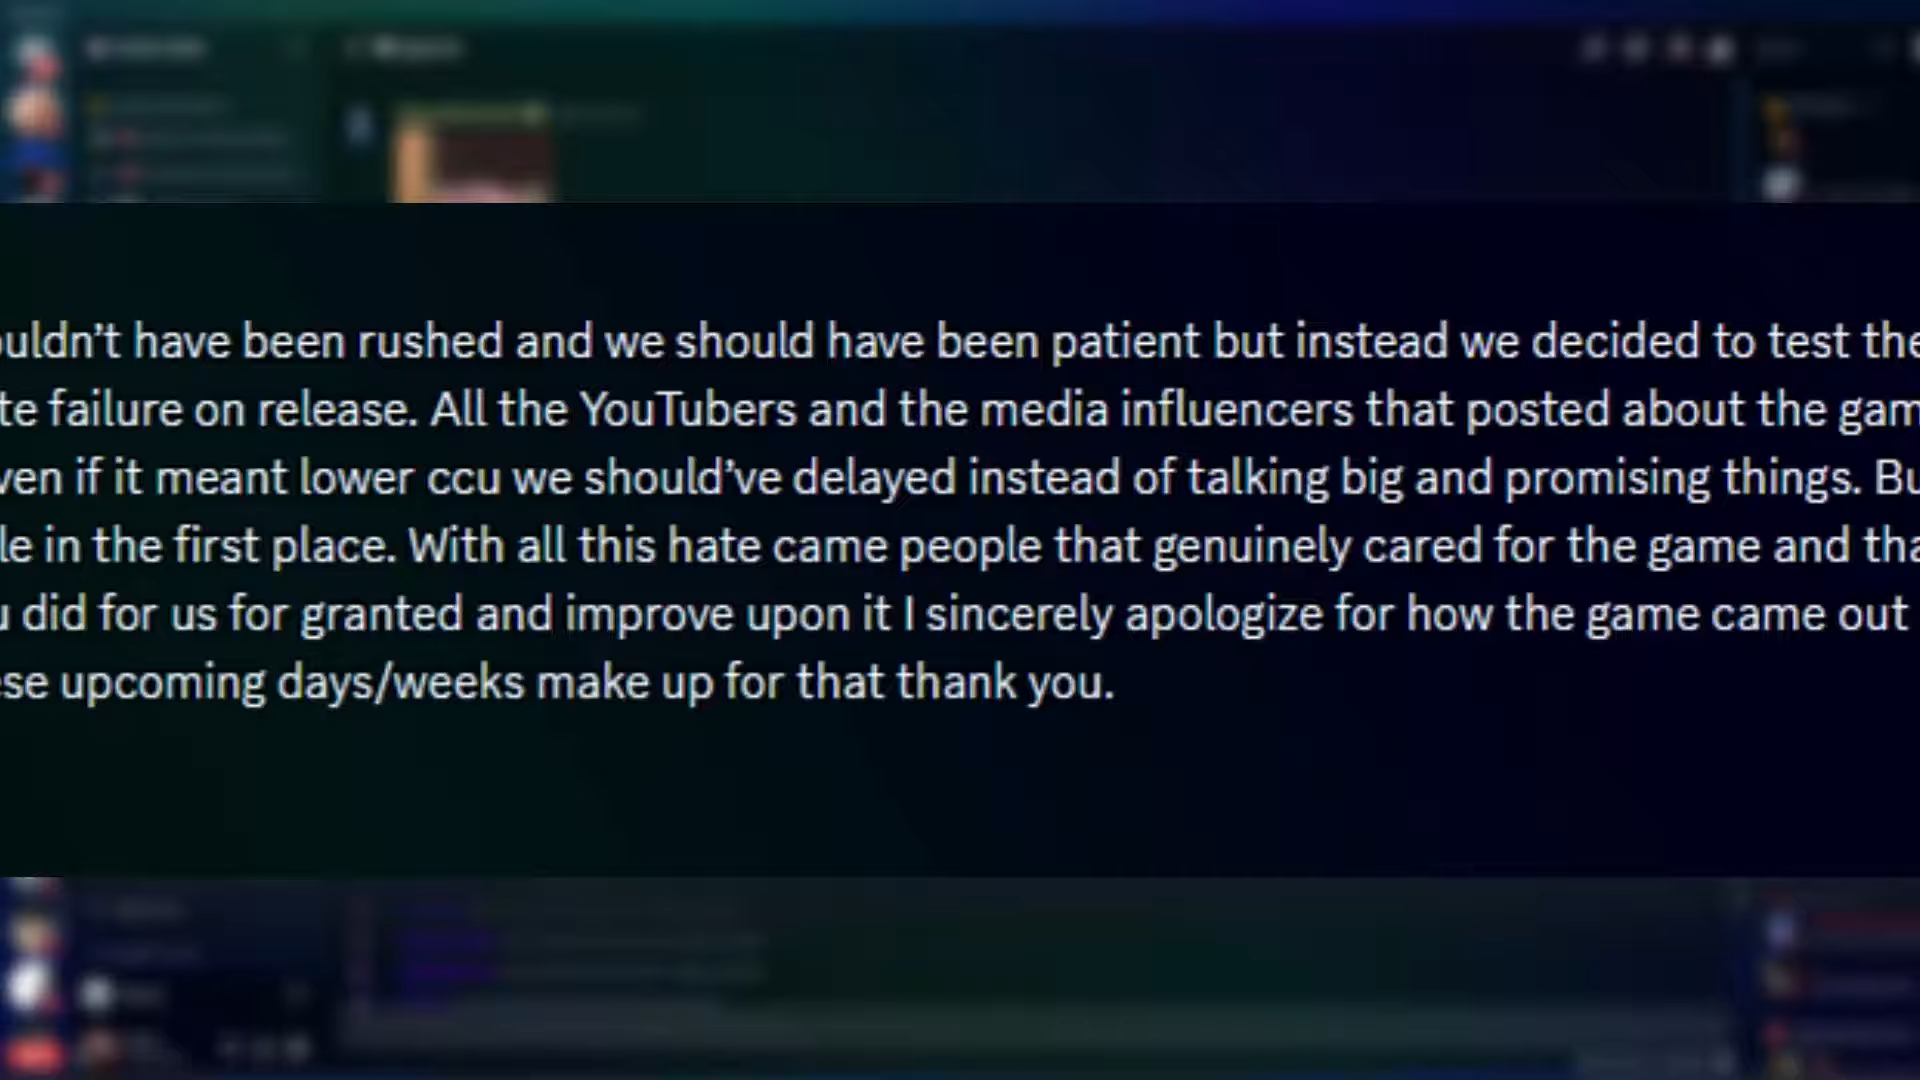 ouldn't have been rushed and we should have been patient but instead we decided to test the
te failure on release. All the YouTubers and the media influencers that posted about the gam
ven if it meant lower ccu we should've delayed instead of talking big and promising things. Bu
le in the first place. With all this hate came people that genuinely cared for the game and tha
u did for us for granted and improve upon it I sincerely apologize for how the game came out
ese upcoming days/weeks make up for that thank you.